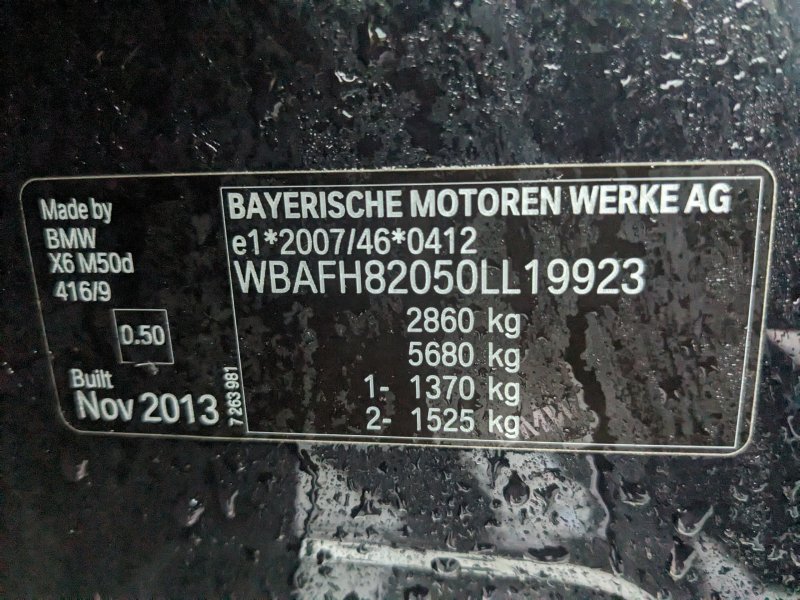 Made by
BMW
X6 M50d
416/9
0.50
Built
Nov 2013
7 263 981
BAYERISCHE MOTOREN WERKE AG
e1*2007/46*0412
WBAFH82050LL19923
2860 kg
5680 kg
1- 1370 kg
2- 1525 kg
BMW